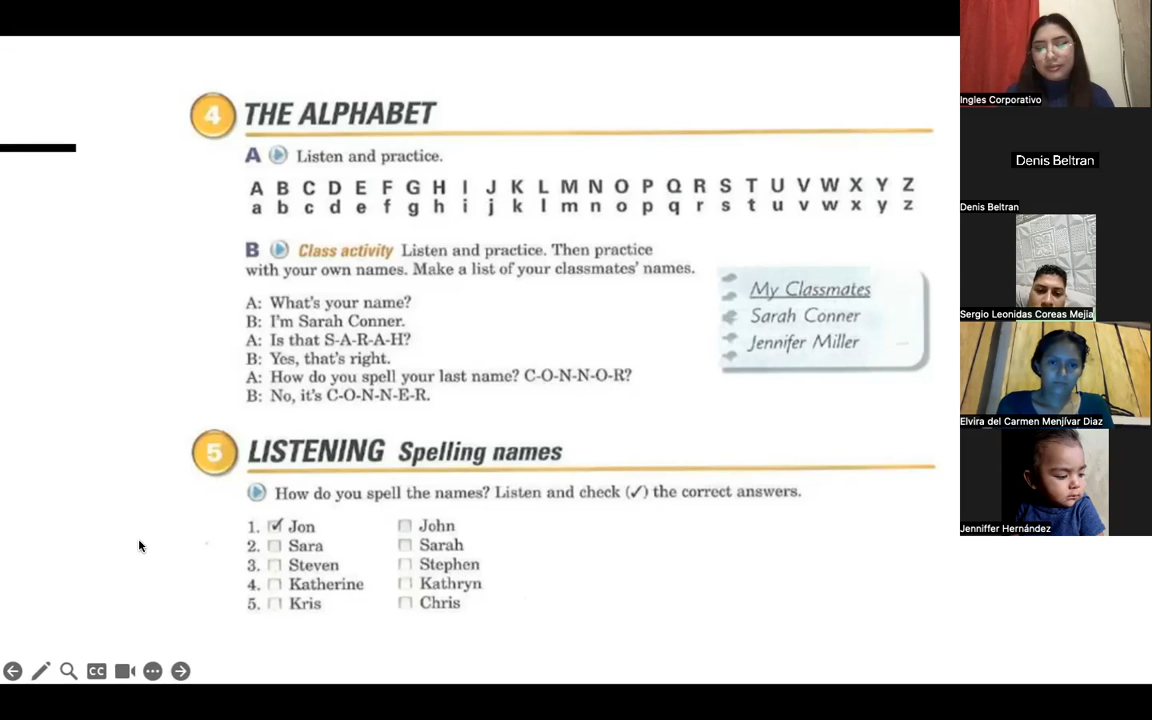 4 THE ALPHABET
A Listen and practice.
A B C D E F G H I J K L M N O P Q R S T U V W X Y Z
a b c d e f g h i j k l m n o p q r s t u v w x y z
B Class activity Listen and practice. Then practice
with your own names. Make a list of your classmates' names.
A: What's your name?
B: I'm Sarah Conner.
A: Is that S-A-R-A-H?
B: Yes, that's right.
A: How do you spell your last name? C-O-N-N-O-R?
B: No, it's C-O-N-N-E-R.
My Classmates
Sarah Conner
Jennifer Miller
5 LISTENING Spelling names
How do you spell the names? Listen and check (✓) the correct answers.
1. Jon John
2. Sara Sarah
3. Steven Stephen
4. Katherine Kathryn
5. Kris Chris
CC
Ingles Corporativo
Denis Beltran
Denis Beltran
Sergio Leonidas Coreas Mejia
Elvira del Carmen Menjívar Diaz
Jenniffer Hernández